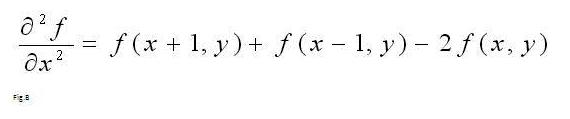 ∂²f/∂x² = f(x + 1, y) + f(x − 1, y) − 2 f(x, y)
Fig.8